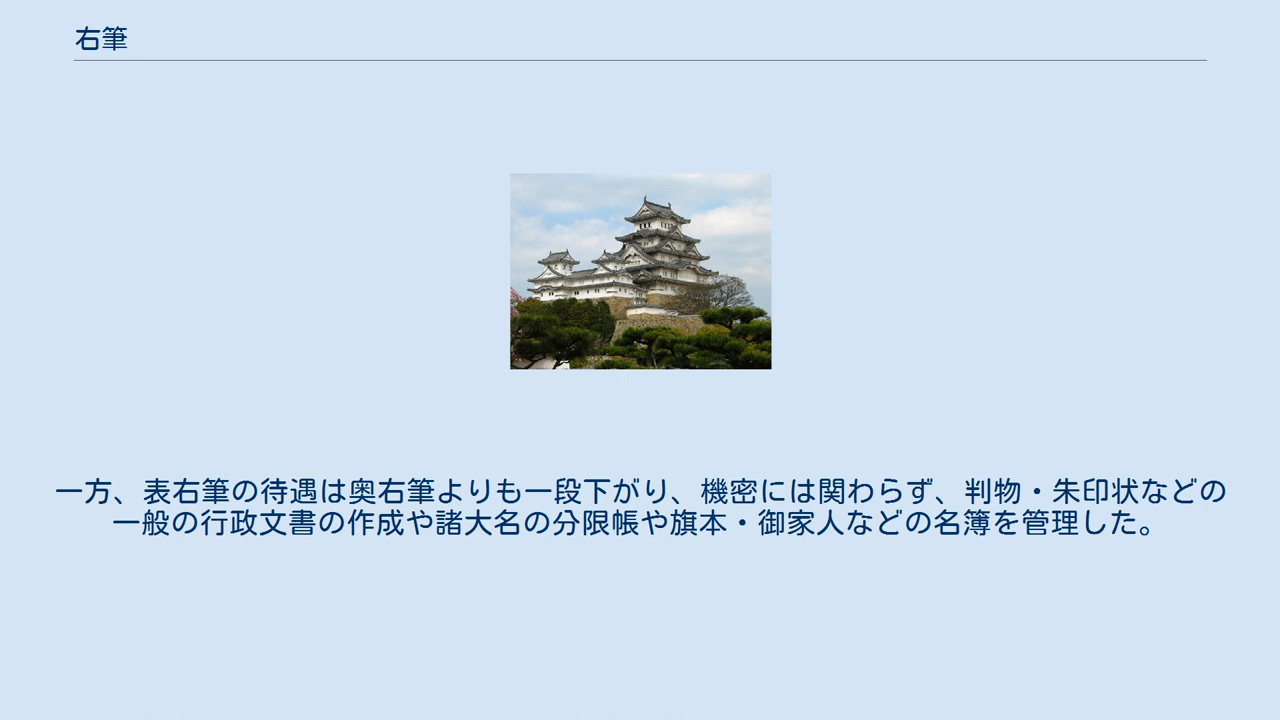 右筆
一方、表右筆の待遇は奥右筆よりも一段下がり、機密には関わらず、判物・朱印状などの
一般の行政文書の作成や諸大名の分限帳や旗本・御家人などの名簿を管理した。